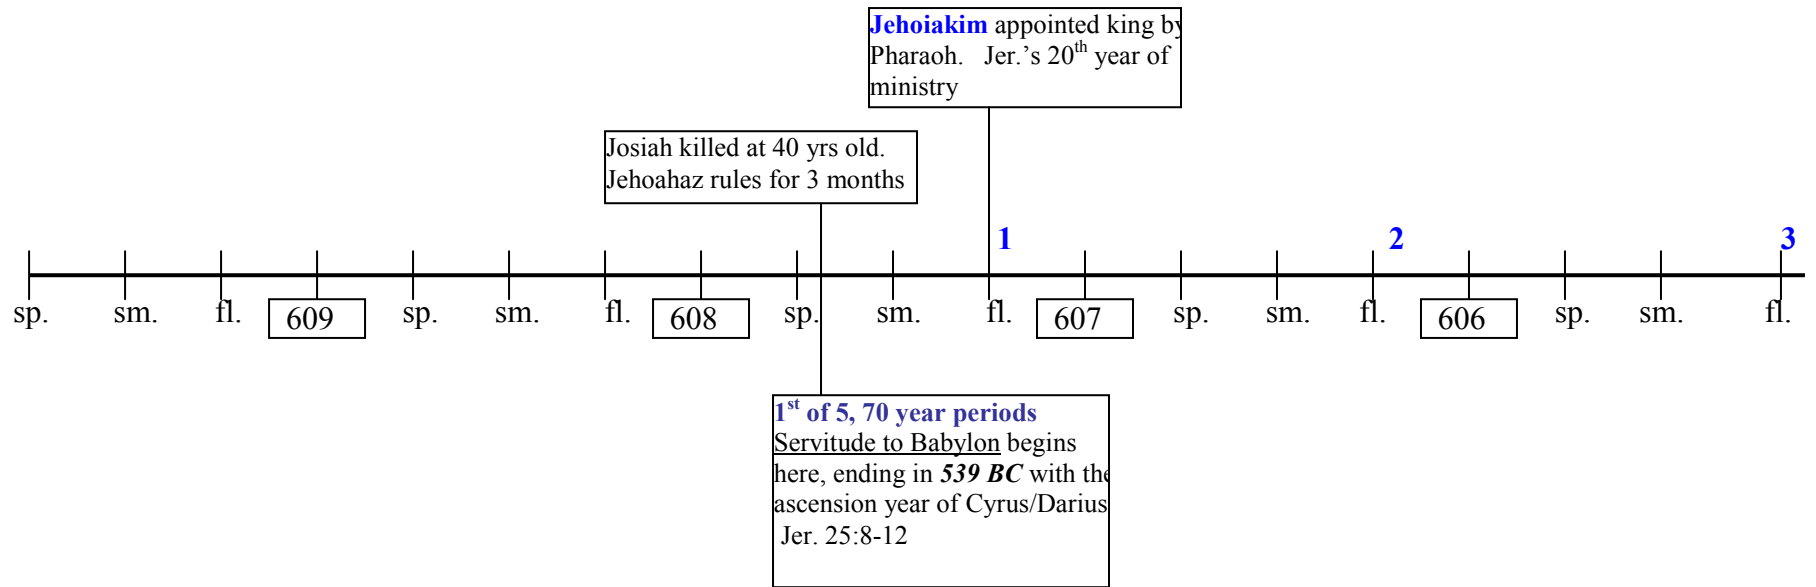 Jehoiakim appointed king by
Pharaoh. Jer.'s 20th year of
ministry
Josiah killed at 40 yrs old.
Jehoahaz rules for 3 months
1 2 3
sp. sm. fl. 609 sp. sm. fl. 608 sp. sm. fl. 607 sp. sm. fl. 606 sp. sm. fl.
1st of 5, 70 year periods
Servitude to Babylon begins
here, ending in 539 BC with the
ascension year of Cyrus/Darius
Jer. 25:8-12